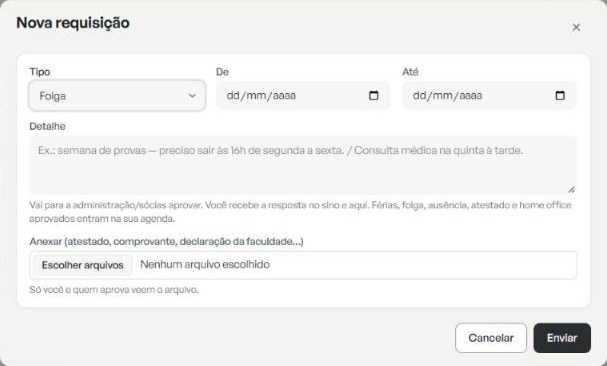 Nova requisição
×
Tipo
De
Até
Folga
dd/mm/aaaa
dd/mm/aaaa
Detalhe
Ex.: semana de provas — preciso sair às 16h de segunda a sexta. / Consulta médica na quinta à tarde.
Vai para a administração/sócias aprovar. Você recebe a resposta no sino e aqui. Férias, folga, ausência, atestado e home office
aprovados entram na sua agenda.
Anexar (atestado, comprovante, declaração da faculdade...)
Escolher arquivos Nenhum arquivo escolhido
Só você e quem aprova veem o arquivo.
Cancelar
Enviar